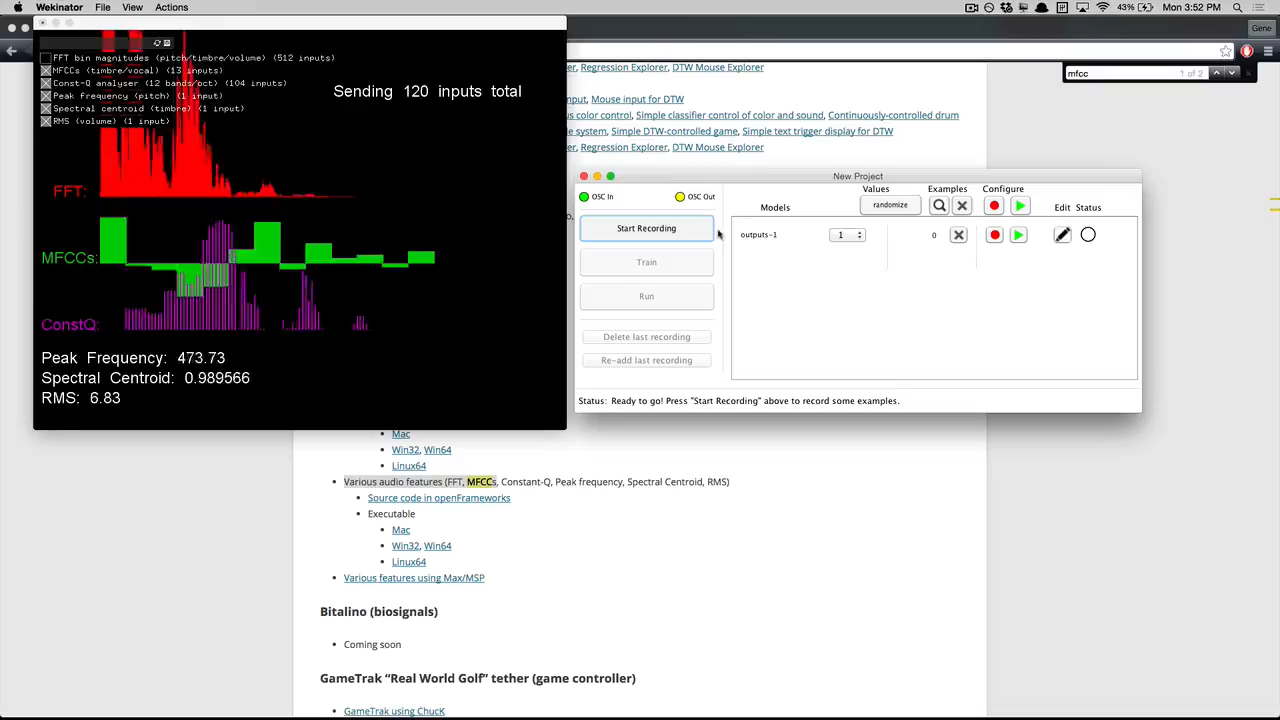 Wekinator File View Actions
43% Mon 3:52 PM
Gene
mfcc 1 of 2
FFT bin magnitudes (pitch/timbre/volume) (512 inputs)
MFCCs (timbre/vocal) (13 inputs)
Const-Q analyser (12 bands/oct) (104 inputs)
Peak Frequency (pitch) (1 input)
Spectral centroid (timbre) (1 input)
RMS (volume) (1 input)
Sending 120 inputs total
FFT:
MFCCs:
ConstQ:
Peak Frequency: 473.73
Spectral Centroid: 0.989566
RMS: 6.83
er, Regression Explorer, DTW Mouse Explorer
nput, Mouse input for DTW
us color control, Simple classifier control of color and sound, Continuously-controlled drum
le system, Simple DTW-controlled game, Simple text trigger display for DTW
er, Regression Explorer, DTW Mouse Explorer
New Project
OSC In OSC Out
Start Recording
Train
Run
Delete last recording
Re-add last recording
Values Examples Configure
Models randomize Edit Status
outputs-1 1 0
Status: Ready to go! Press "Start Recording" above to record some examples.
Mac
Win32, Win64
Linux64
Various audio features (FFT, MFCCs, Constant-Q, Peak frequency, Spectral Centroid, RMS)
Source code in openFrameworks
Executable
Mac
Win32, Win64
Linux64
Various features using Max/MSP
Bitalino (biosignals)
Coming soon
GameTrak “Real World Golf” tether (game controller)
GameTrak using ChucK